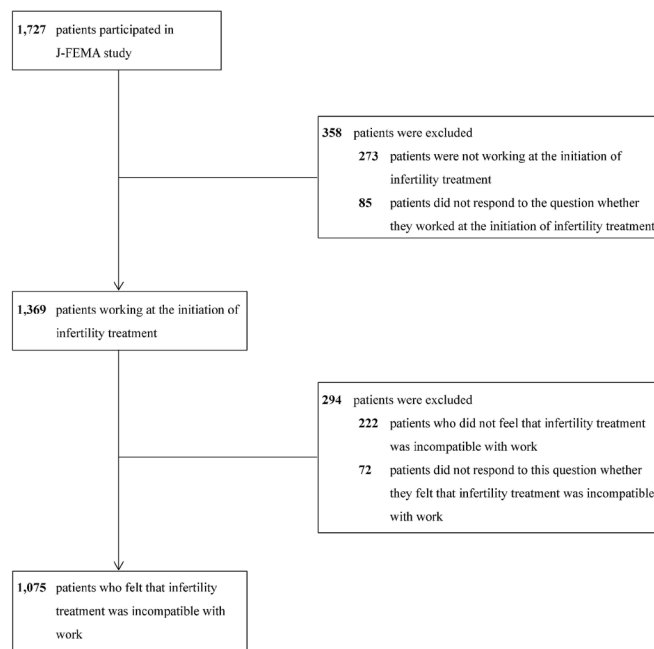 1,727 patients participated in
J-FEMA study
358 patients were excluded
273 patients were not working at the initiation of
infertility treatment
85 patients did not respond to the question whether
they worked at the initiation of infertility treatment
1,369 patients working at the initiation of
infertility treatment
294 patients were excluded
222 patients who did not feel that infertility treatment
was incompatible with work
72 patients did not respond to this question whether
they felt that infertility treatment was incompatible
with work
1,075 patients who felt that infertility
treatment was incompatible with
work